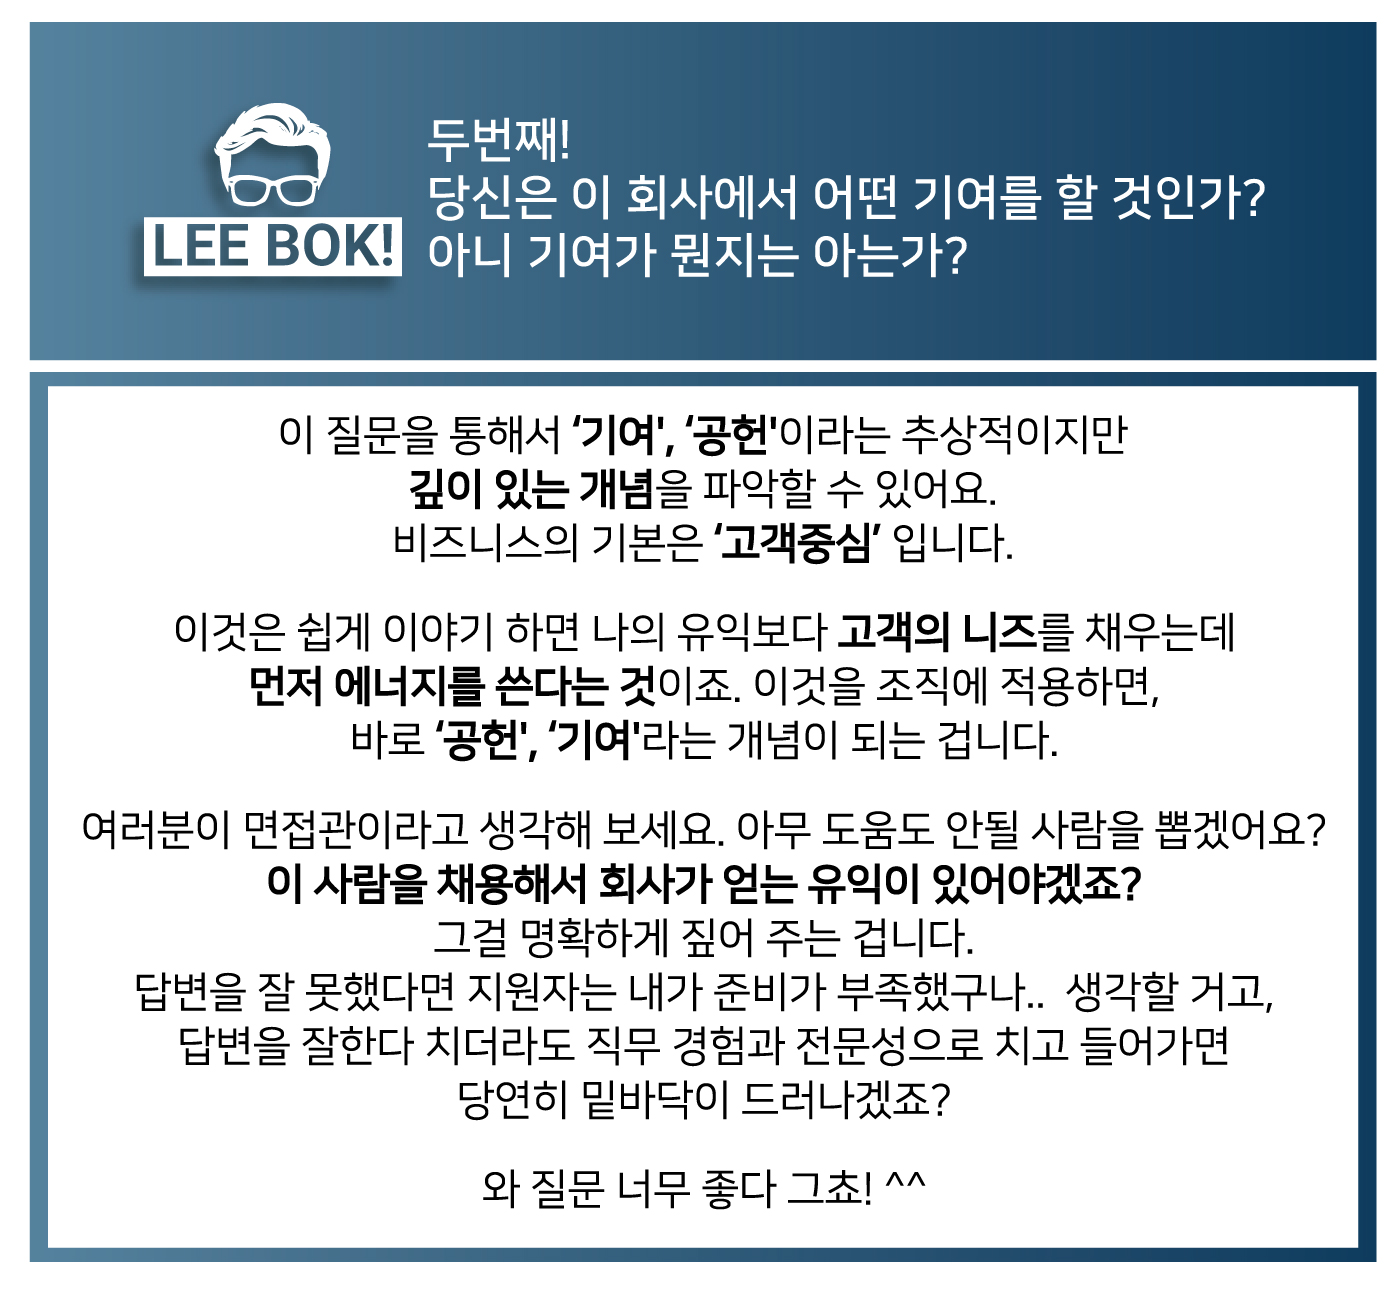 LEE BOK!
두번째!
당신은 이 회사에서 어떤 기여를 할 것인가?
아니 기여가 뭔지는 아는가?
이 질문을 통해서 ‘기여', ‘공헌'이라는 추상적이지만
깊이 있는 개념을 파악할 수 있어요.
비즈니스의 기본은 ‘고객중심’ 입니다.
이것은 쉽게 이야기 하면 나의 유익보다 고객의 니즈를 채우는데
먼저 에너지를 쓴다는 것이죠. 이것을 조직에 적용하면,
바로 ‘공헌', ‘기여'라는 개념이 되는 겁니다.
여러분이 면접관이라고 생각해 보세요. 아무 도움도 안될 사람을 뽑겠어요?
이 사람을 채용해서 회사가 얻는 유익이 있어야겠죠?
그걸 명확하게 짚어 주는 겁니다.
답변을 잘 못했다면 지원자는 내가 준비가 부족했구나..  생각할 거고,
답변을 잘한다 치더라도 직무 경험과 전문성으로 치고 들어가면
당연히 밑바닥이 드러나겠죠?
와 질문 너무 좋다 그쵸! ^^